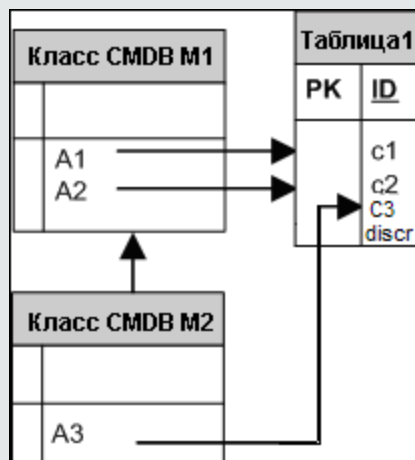 Класс CMDB M1
A1
A2
Таблица1
PK ID
c1
c2
C3
discr
Класс CMDB M2
A3